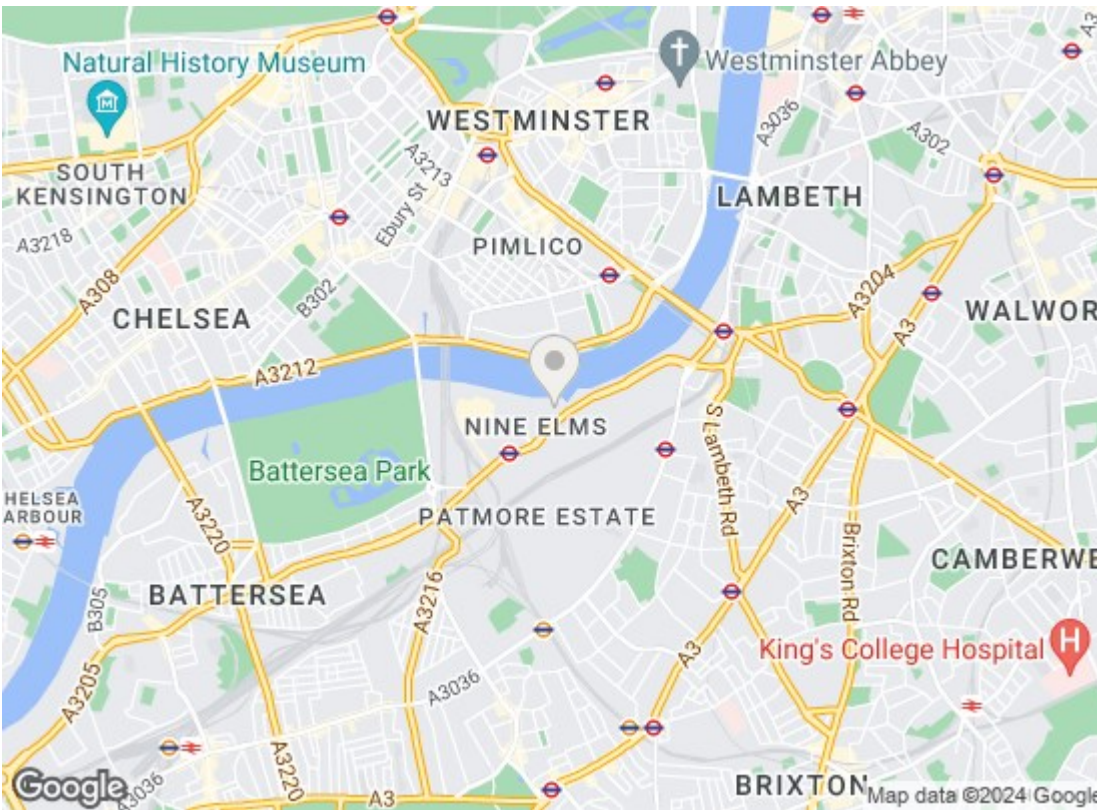 Natural History Museum
Westminster Abbey
WESTMINSTER
A3036
A302
A3
SOUTH
KENSINGTON
A3213
Ebury St
LAMBETH
A3218
PIMLICO
A308
B302
A3204
CHELSEA
WALWOR
A3
A3212
NINE ELMS
S Lambeth Rd
Battersea Park
HELSEA
ARBOUR
A3220
PATMORE ESTATE
A3
Brixton Rd
CAMBERWE
B305
BATTERSEA
A3216
King's College Hospital
H
A3
A3205
A3036
A3220
Google
A3036
A3
BRIXTON
Map data ©2024 Google